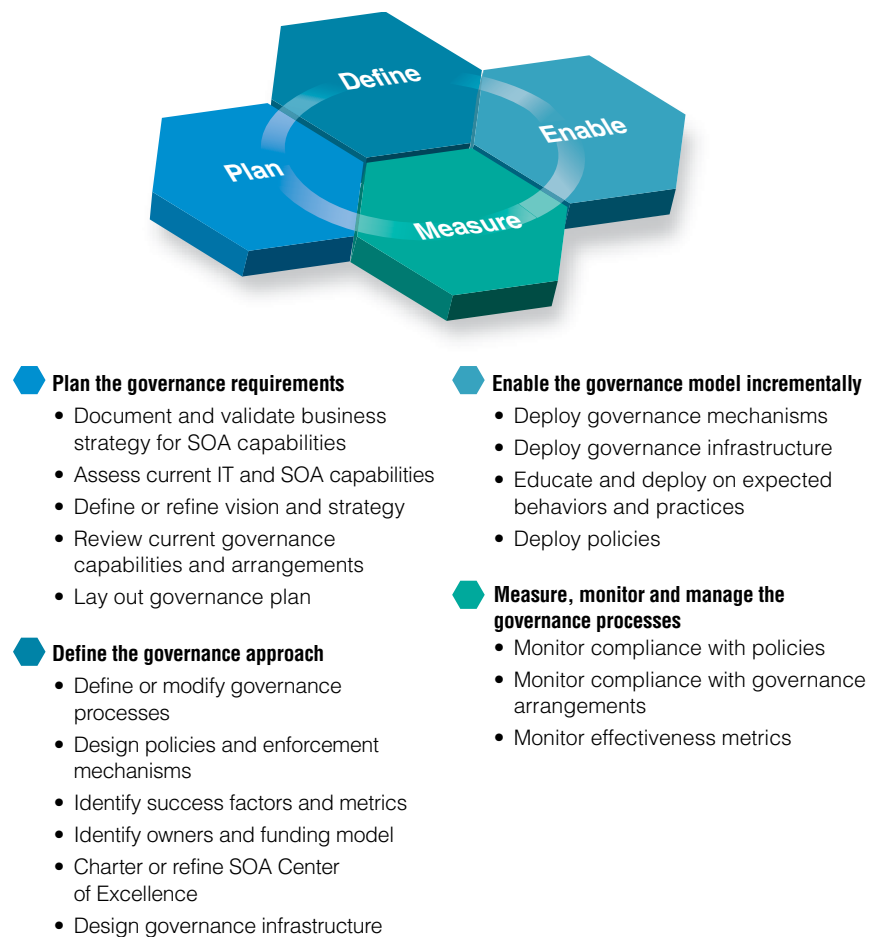 Define
Enable
Plan
Measure
Plan the governance requirements
• Document and validate business
strategy for SOA capabilities
• Assess current IT and SOA capabilities
• Define or refine vision and strategy
• Review current governance
capabilities and arrangements
• Lay out governance plan
Define the governance approach
• Define or modify governance
processes
• Design policies and enforcement
mechanisms
• Identify success factors and metrics
• Identify owners and funding model
• Charter or refine SOA Center
of Excellence
• Design governance infrastructure
Enable the governance model incrementally
• Deploy governance mechanisms
• Deploy governance infrastructure
• Educate and deploy on expected
behaviors and practices
• Deploy policies
Measure, monitor and manage the
governance processes
• Monitor compliance with policies
• Monitor compliance with governance
arrangements
• Monitor effectiveness metrics